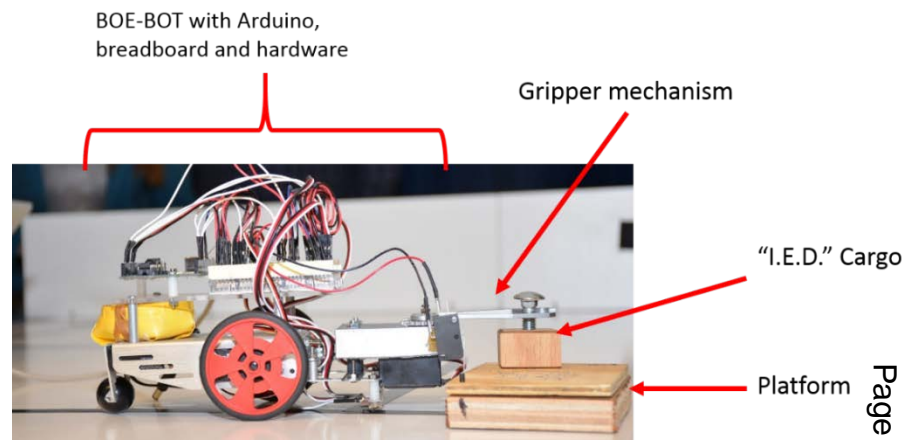 BOE-BOT with Arduino,
breadboard and hardware
Gripper mechanism
“I.E.D.” Cargo
Platform
Page